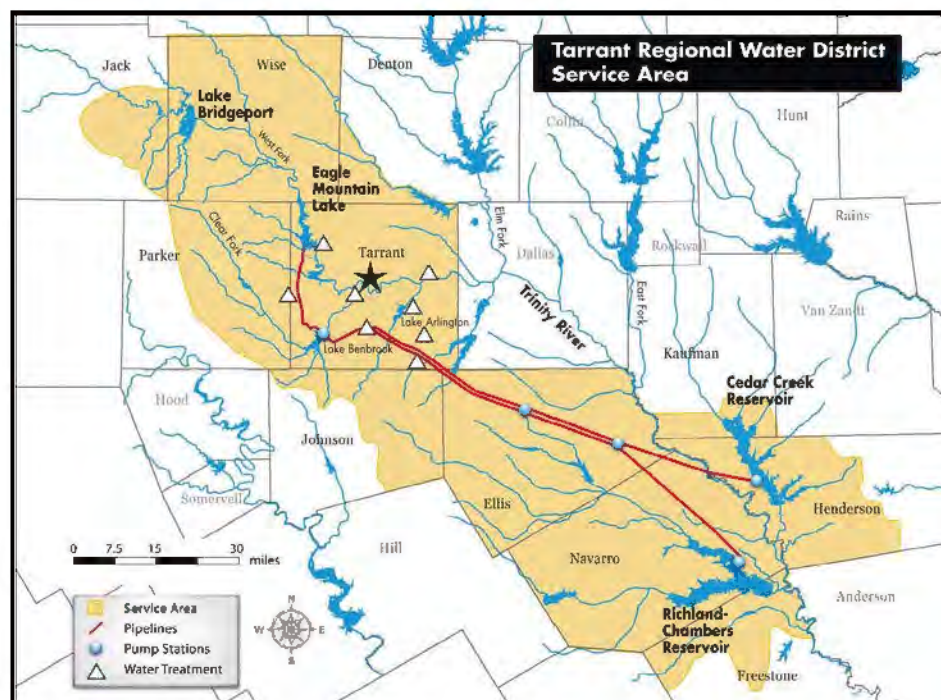 Tarrant Regional Water District
Service Area
Jack
Wise
Denton
Collin
Hunt
Lake
Bridgeport
West Fork
Eagle
Mountain
Lake
Clear Fork
Parker
Tarrant
Elm Fork
Dallas
Rockwall
Rains
Lake Arlington
Lake Benbrook
Trinity River
East Fork
Van Zandt
Kaufman
Cedar Creek
Reservoir
Hood
Johnson
Somervell
Ellis
Henderson
Hill
Navarro
Anderson
Richland-
Chambers
Reservoir
Freestone
0 7.5 15 30
miles
Service Area
Pipelines
Pump Stations
Water Treatment
N
W E
S